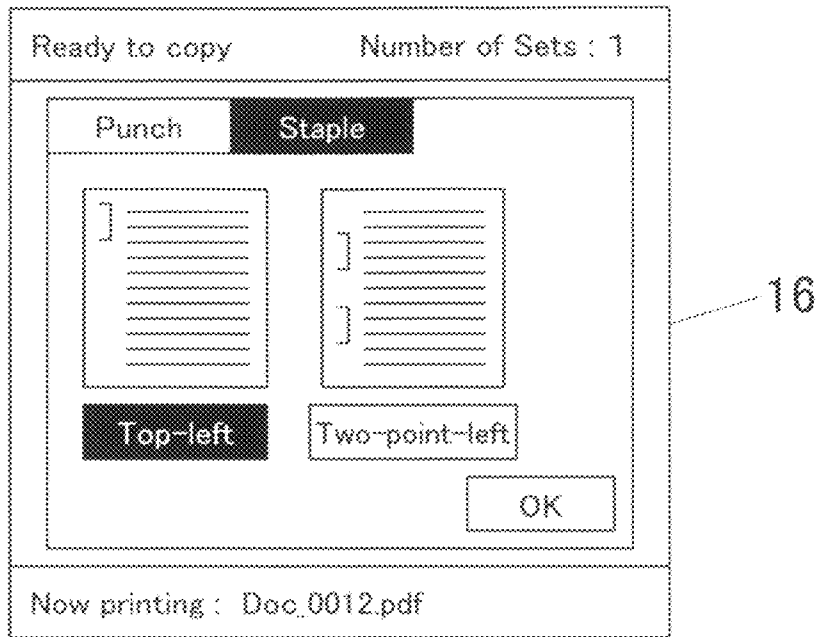 Ready to copy Number of Sets : 1
Punch Staple
Top-left Two-point-left
OK
16
Now printing : Doc_0012.pdf